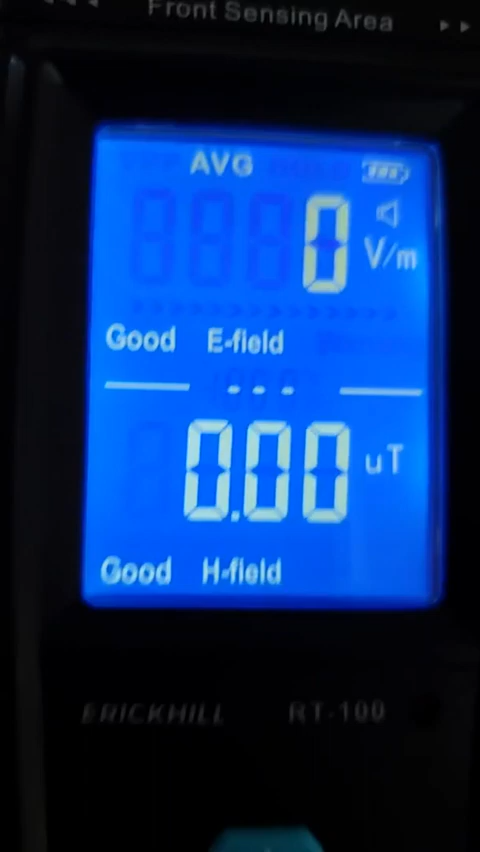 Front Sensing Area
AVG
0 V/m
Good E-field
---
0.00 uT
Good H-field
ERICKHILL RT-100